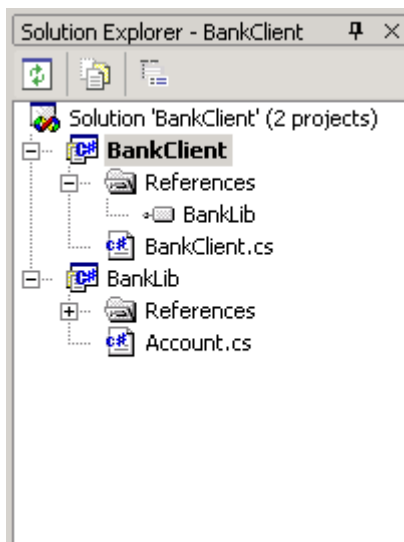 Solution Explorer - BankClient
Solution 'BankClient' (2 projects)
BankClient
References
BankLib
BankClient.cs
BankLib
References
Account.cs